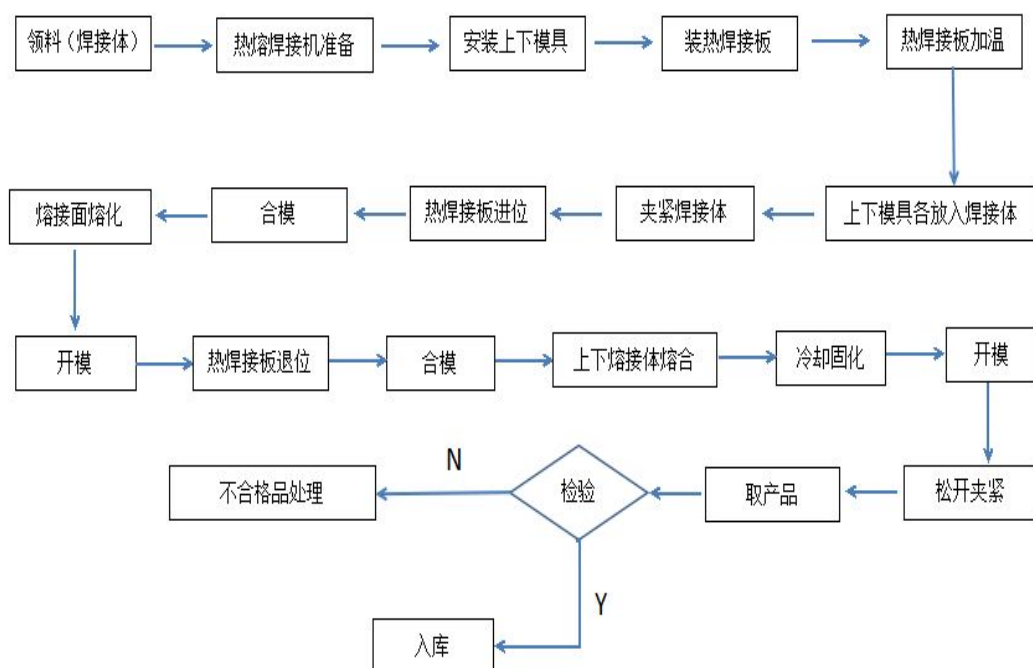 领料（焊接体）
热熔焊接机准备
安装上下模具
装热焊接板
热焊接板加温
上下模具各放入焊接体
夹紧焊接体
热焊接板进位
合模
熔接面熔化
开模
热焊接板退位
合模
上下熔接体熔合
冷却固化
开模
松开夹紧
取产品
检验
N
不合格品处理
Y
入库